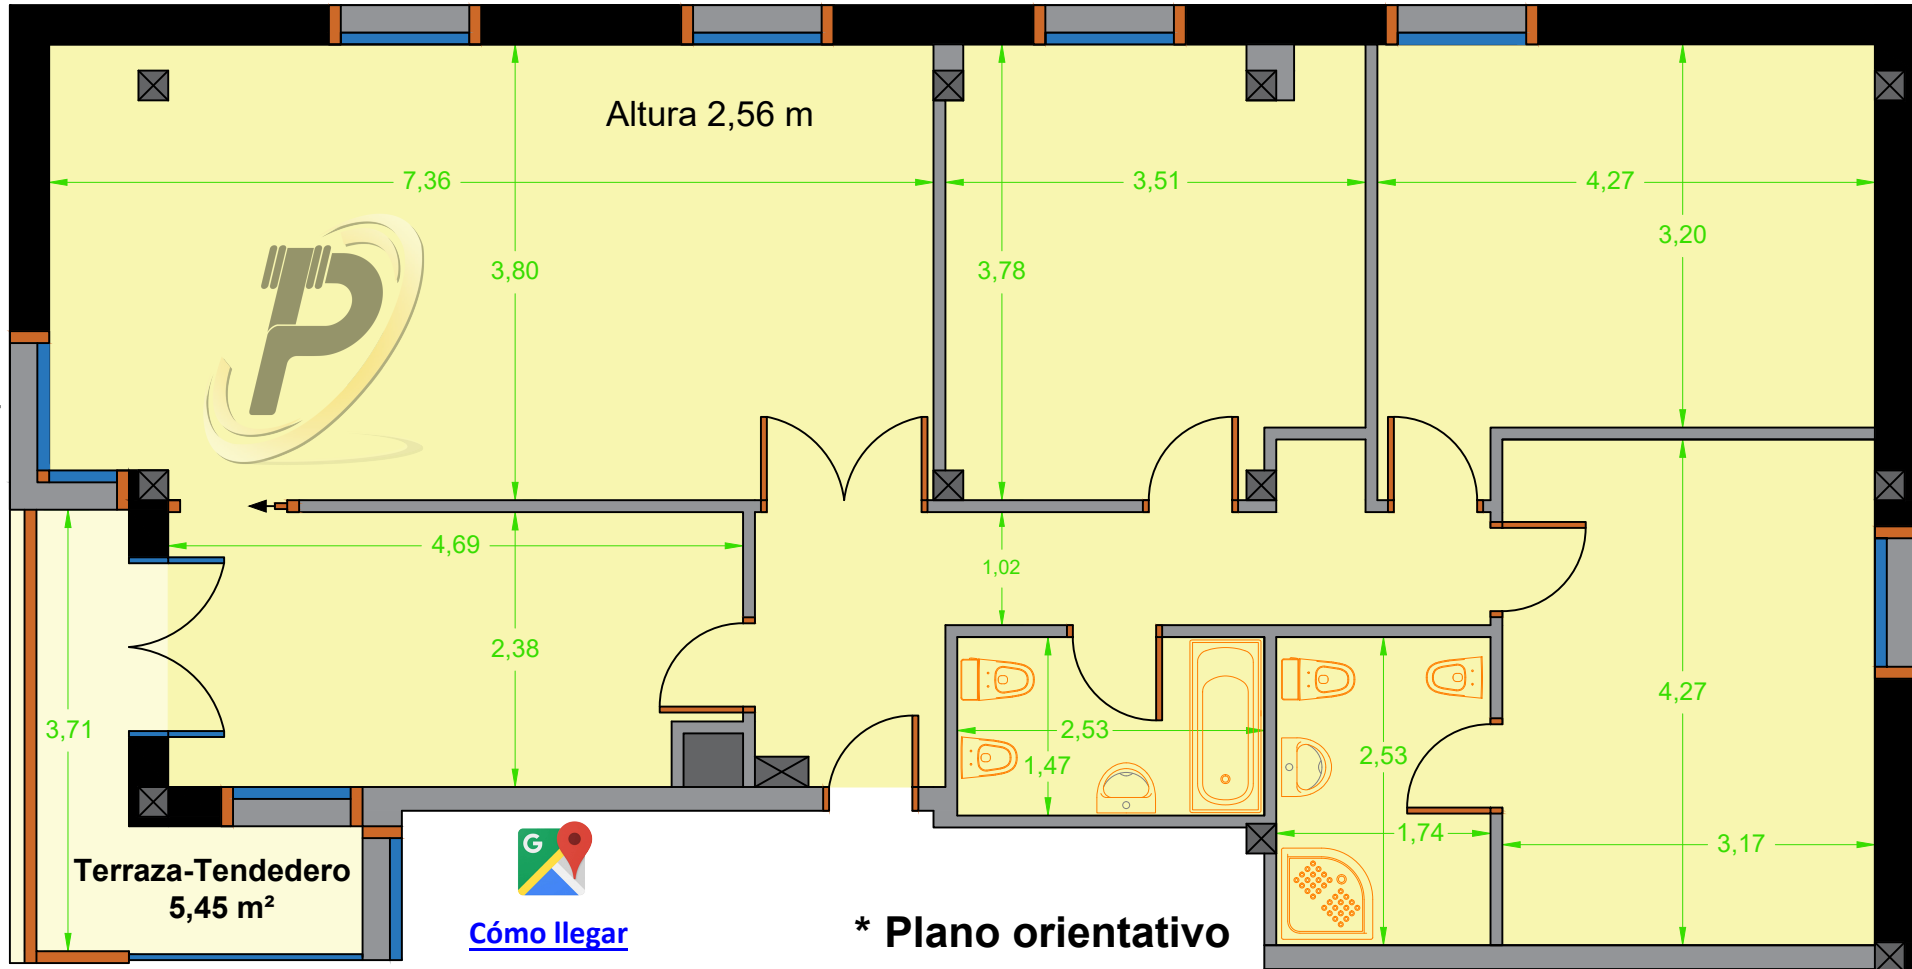 Altura 2,56 m
7,36
3,51
4,27
3,20
3,80
3,78
P
4,69
1,02
2,38
3,71
2,53
1,47
2,53
4,27
1,74
3,17
Terraza-Tendedero
5,45 m²
G
Cómo llegar
* Plano orientativo